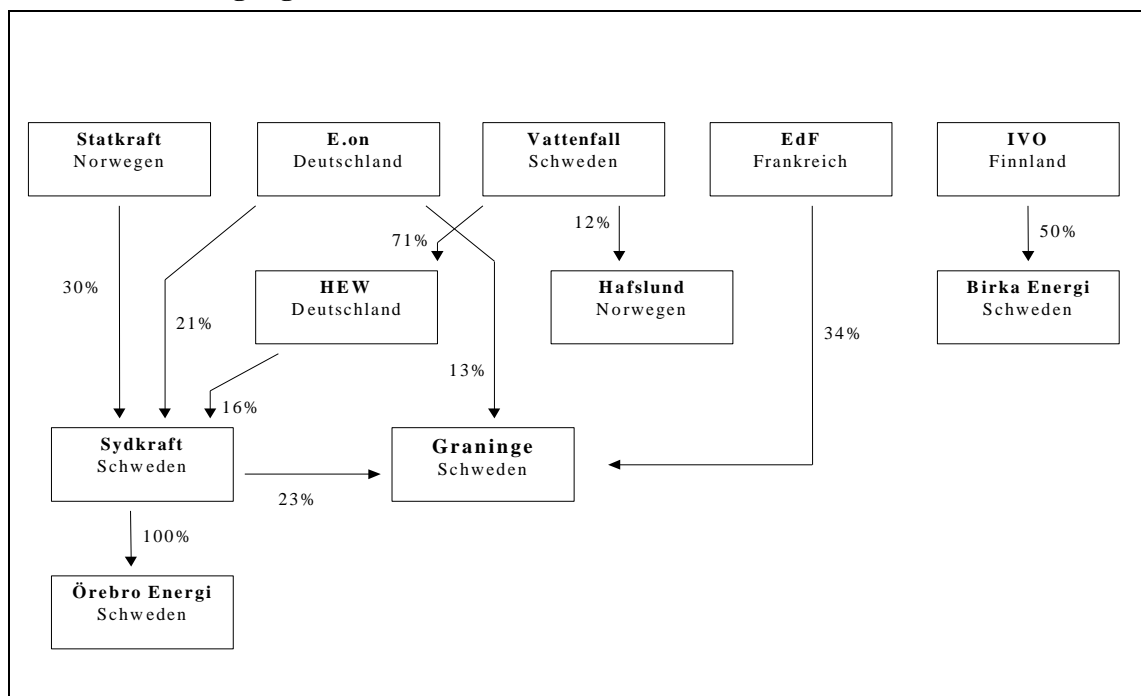 Statkraft
Norwegen
E.on
Deutschland
Vattenfall
Schweden
EdF
Frankreich
IVO
Finnland
12%
71%
50%
30%
HEW
Deutschland
Hafslund
Norwegen
Birka Energi
Schweden
21%
34%
13%
16%
Sydkraft
Schweden
Graninge
Schweden
23%
100%
Örebro Energi
Schweden